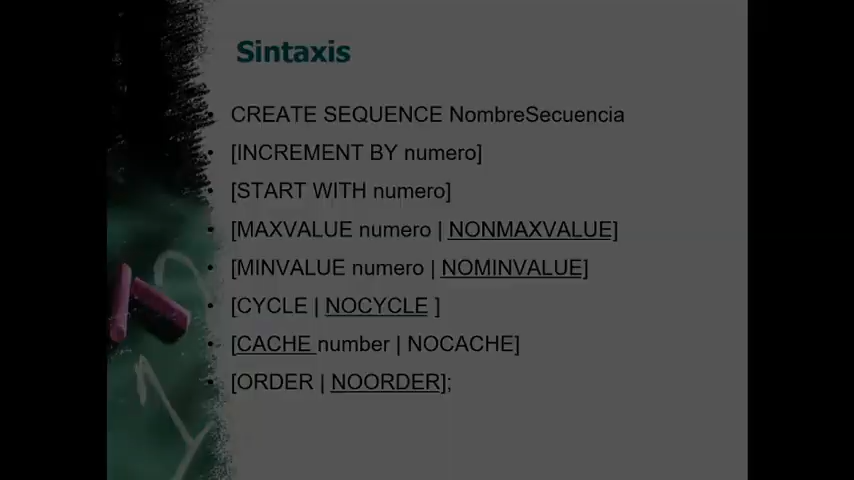 Sintaxis
• CREATE SEQUENCE NombreSecuencia
• [INCREMENT BY numero]
• [START WITH numero]
• [MAXVALUE numero | NONMAXVALUE]
• [MINVALUE numero | NOMINVALUE]
• [CYCLE | NOCYCLE ]
• [CACHE number | NOCACHE]
• [ORDER | NOORDER];